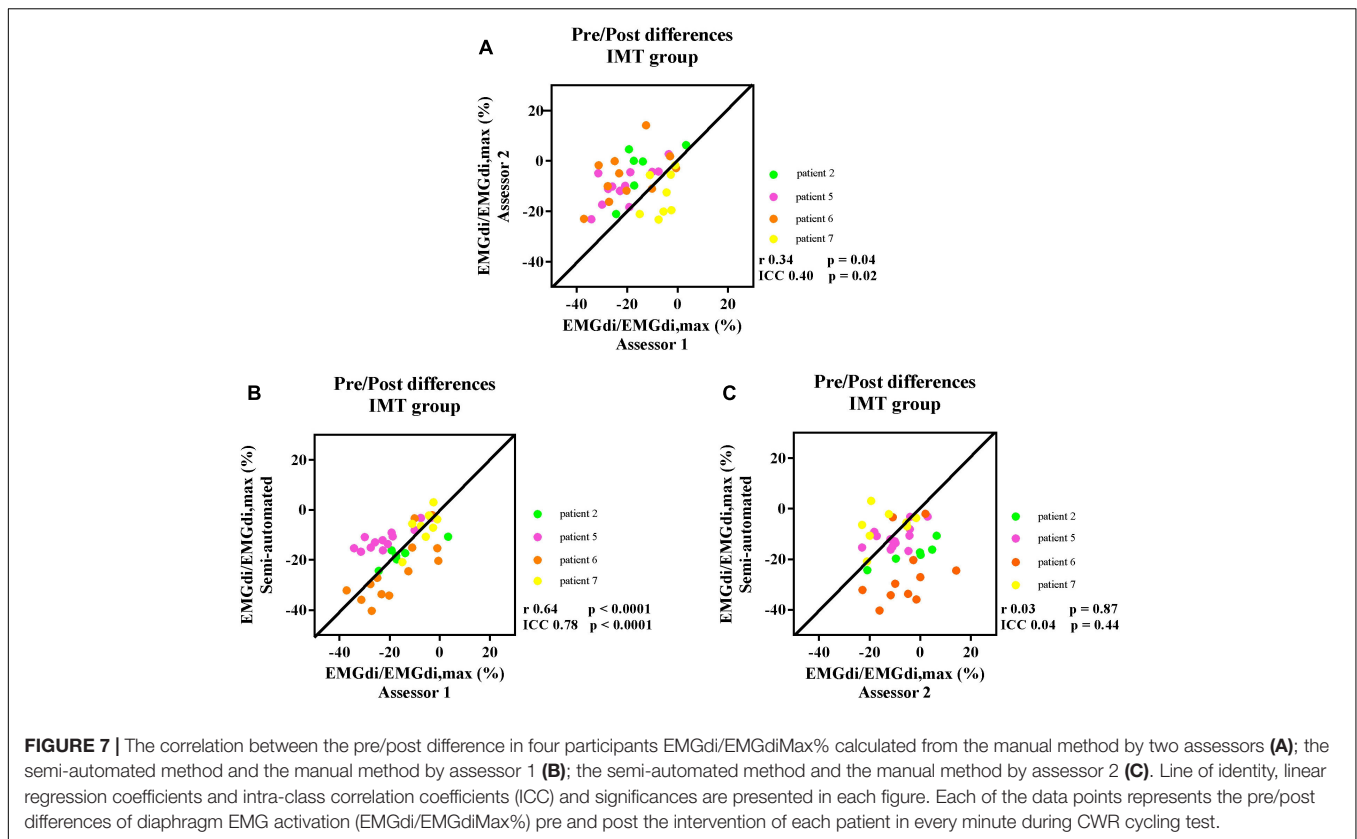 A
Pre/Post differences
IMT group
EMGdi/EMGdi,max (%)
Assessor 2
20
0
-20
-40
-40 -20 0 20
EMGdi/EMGdi,max (%)
Assessor 1
patient 2
patient 5
patient 6
patient 7
r 0.34 p = 0.04
ICC 0.40 p = 0.02
B
Pre/Post differences
IMT group
EMGdi/EMGdi,max (%)
Semi-automated
20
0
-20
-40
-40 -20 0 20
EMGdi/EMGdi,max (%)
Assessor 1
patient 2
patient 5
patient 6
patient 7
r 0.64 p < 0.0001
ICC 0.78 p < 0.0001
C
Pre/Post differences
IMT group
EMGdi/EMGdi,max (%)
Semi-automated
20
0
-20
-40
-40 -20 0 20
EMGdi/EMGdi,max (%)
Assessor 2
patient 2
patient 5
patient 6
patient 7
r 0.03 p = 0.87
ICC 0.04 p = 0.44
FIGURE 7 | The correlation between the pre/post difference in four participants EMGdi/EMGdiMax% calculated from the manual method by two assessors (A); the
semi-automated method and the manual method by assessor 1 (B); the semi-automated method and the manual method by assessor 2 (C). Line of identity, linear
regression coefficients and intra-class correlation coefficients (ICC) and significances are presented in each figure. Each of the data points represents the pre/post
differences of diaphragm EMG activation (EMGdi/EMGdiMax%) pre and post the intervention of each patient in every minute during CWR cycling test.